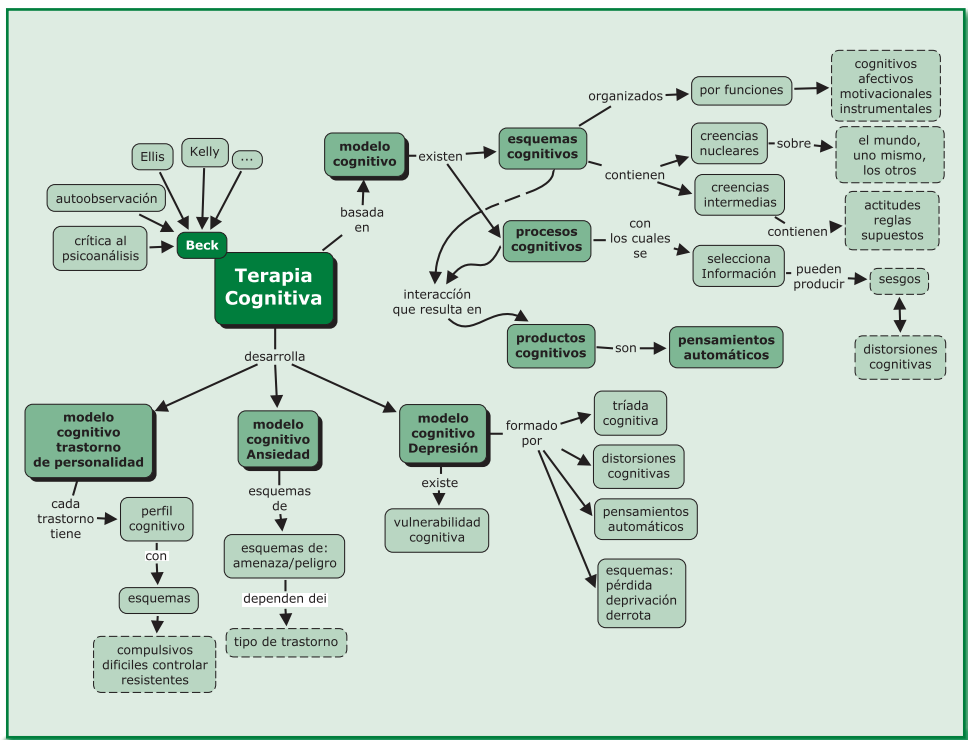 cognitivos
afectivos
motivacionales
instrumentales
por funciones
organizados
esquemas
cognitivos
creencias
nucleares
sobre
el mundo,
uno mismo,
los otros
contienen
creencias
intermedias
contienen
actitudes
reglas
supuestos
modelo
cognitivo
existen
Ellis
Kelly
...
autoobservación
crítica al
psicoanálisis
Beck
Terapia
Cognitiva
basada
en
procesos
cognitivos
con
los cuales
se
selecciona
Información
pueden
producir
sesgos
distorsiones
cognitivas
interaccíón
que resulta en
productos
cognitivos
son
pensamientos
automáticos
desarrolla
modelo
cognitivo
trastorno
de personalidad
cada
trastorno
tiene
perfil
cognitivo
con
esquemas
compulsivos
dificiles controlar
resistentes
modelo
cognitivo
Ansiedad
esquemas
de
esquemas de:
amenaza/peligro
dependen dei
tipo de trastorno
modelo
cognitivo
Depresión
existe
vulnerabilidad
cognitiva
formado
por
tríada
cognitiva
distorsiones
cognitivas
pensamientos
automáticos
esquemas:
pérdida
deprivación
derrota